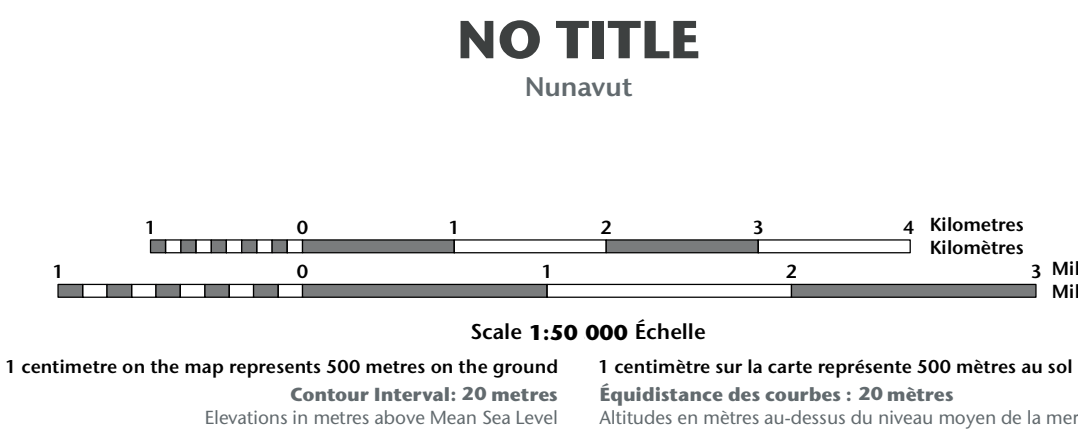 NO TITLE
Nunavut
1 0 1 2 3 4 Kilometres
Kilomètres
1 0 1 2 3 Mil
Mil
Scale 1:50 000 Échelle
1 centimetre on the map represents 500 metres on the ground
1 centimètre sur la carte représente 500 mètres au sol
Contour Interval: 20 metres
Équidistance des courbes : 20 mètres
Elevations in metres above Mean Sea Level
Altitudes en mètres au-dessus du niveau moyen de la mer